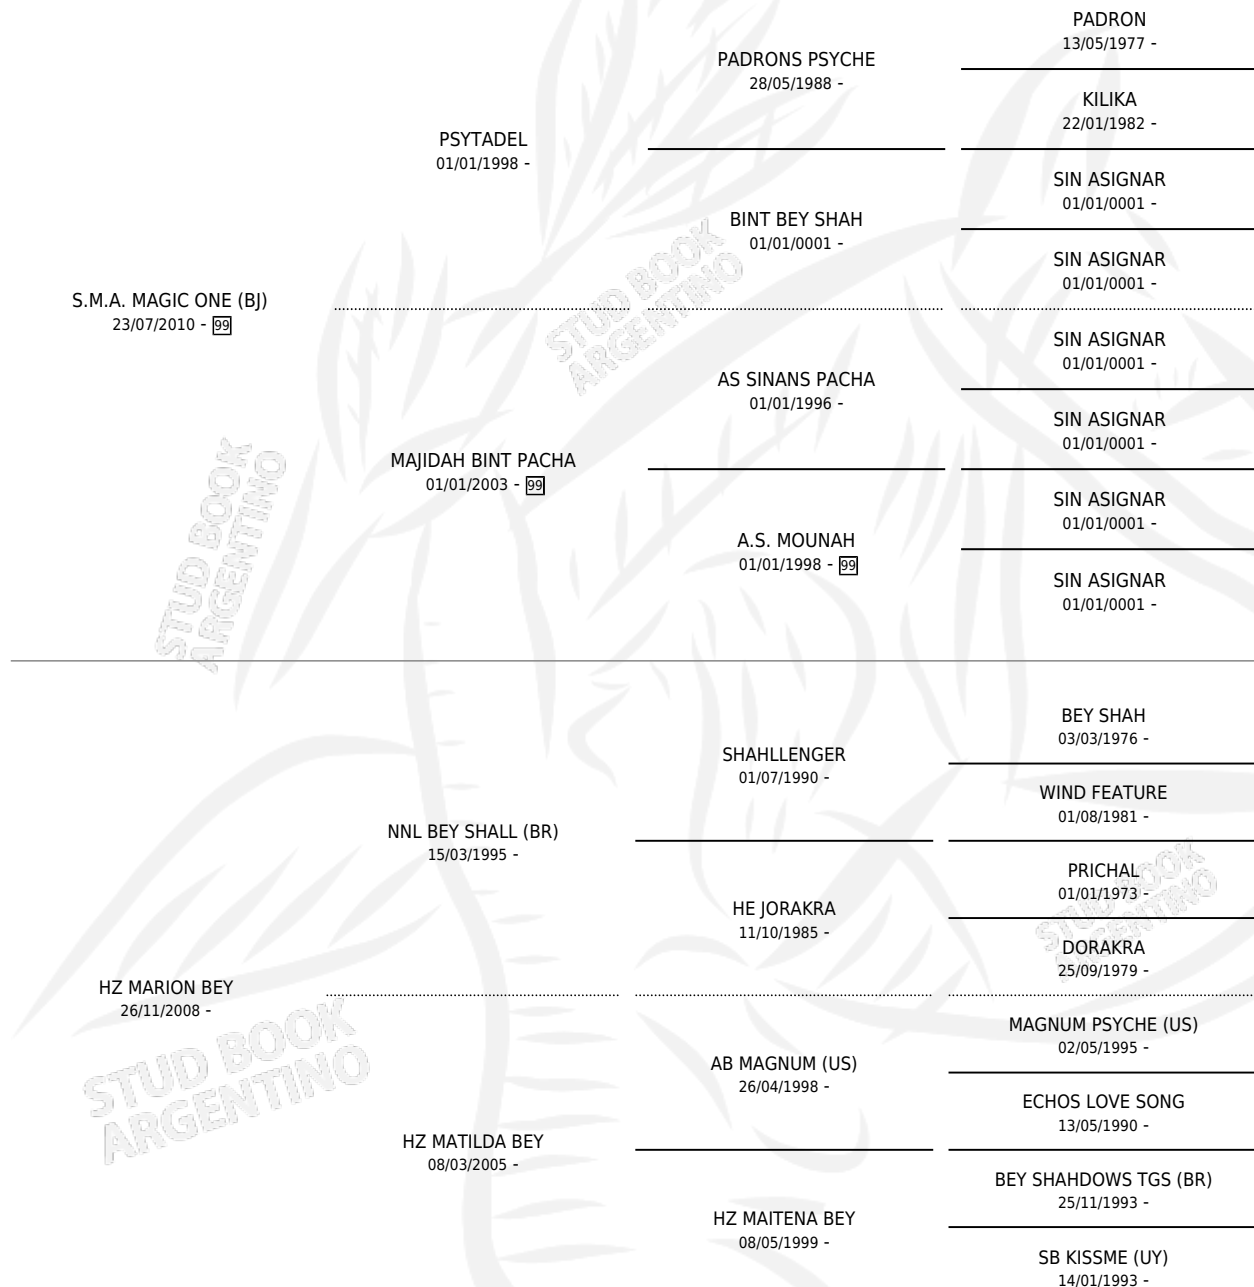 PADRON
13/05/1977 -
PADRONS PSYCHE
28/05/1988 -
KILIKA
22/01/1982 -
PSYTADEL
01/01/1998 -
SIN ASIGNAR
01/01/0001 -
BINT BEY SHAH
01/01/0001 -
SIN ASIGNAR
01/01/0001 -
S.M.A. MAGIC ONE (BJ)
23/07/2010 - 99
SIN ASIGNAR
01/01/0001 -
AS SINANS PACHA
01/01/1996 -
SIN ASIGNAR
01/01/0001 -
MAJIDAH BINT PACHA
01/01/2003 - 99
SIN ASIGNAR
01/01/0001 -
A.S. MOUNAH
01/01/1998 - 99
SIN ASIGNAR
01/01/0001 -
BEY SHAH
03/03/1976 -
SHAHLLENGER
01/07/1990 -
WIND FEATURE
01/08/1981 -
NNL BEY SHALL (BR)
15/03/1995 -
PRICHAL
01/01/1973 -
HE JORAKRA
11/10/1985 -
DORAKRA
25/09/1979 -
HZ MARION BEY
26/11/2008 -
MAGNUM PSYCHE (US)
02/05/1995 -
AB MAGNUM (US)
26/04/1998 -
ECHOS LOVE SONG
13/05/1990 -
HZ MATILDA BEY
08/03/2005 -
BEY SHAHDOWS TGS (BR)
25/11/1993 -
HZ MAITENA BEY
08/05/1999 -
SB KISSME (UY)
14/01/1993 -
STUD BOOK
ARGENTINO
STUD BOOK
ARGENTINO
STUD BOOK
ARGENTINO
STUD BOOK
ARGENTINO